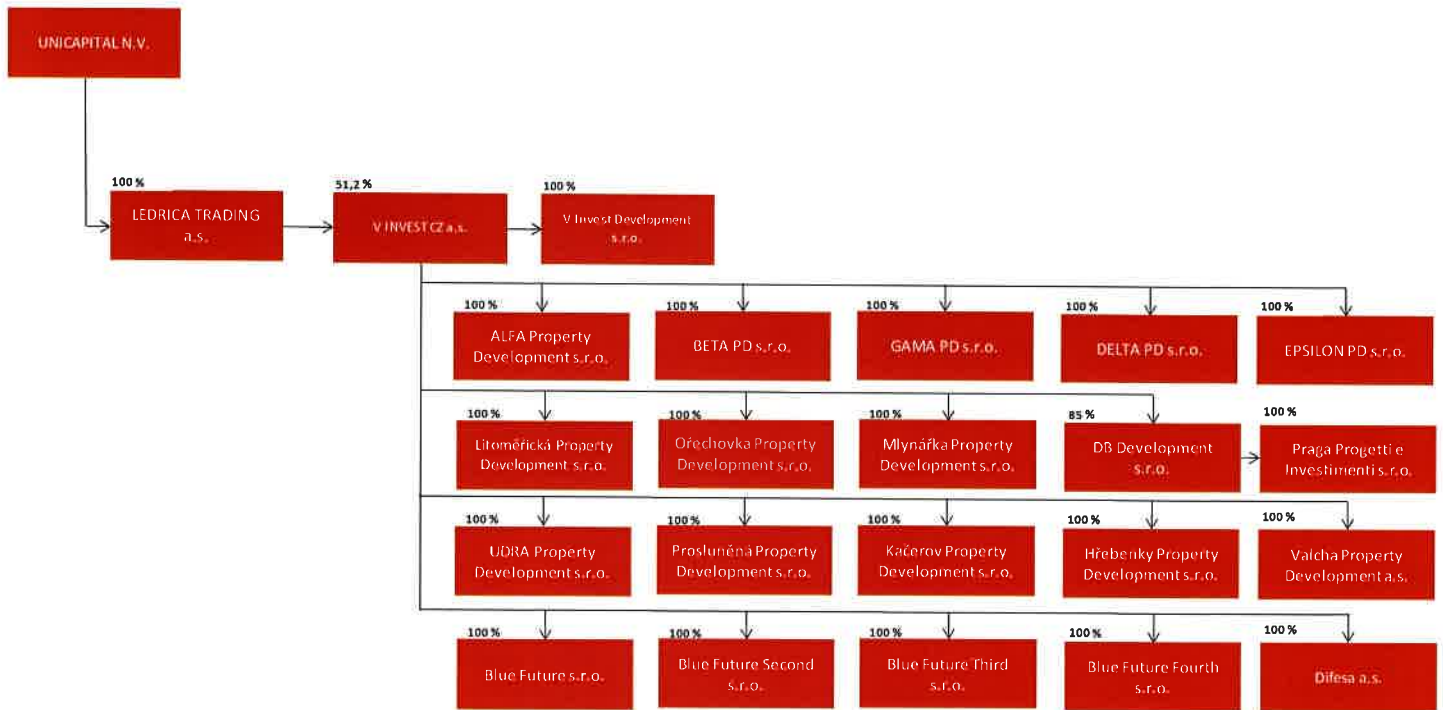 UNICAPITAL N.V.
100 %
51,2 %
100 %
LEDRICA TRADING
a.s.
V INVEST CZ a.s.
V Invest Development
s.r.o.
100 %
100 %
100 %
100 %
100 %
ALFA Property
Development s.r.o.
BETA PD s.r.o.
GAMA PD s.r.o.
DELTA PD s.r.o.
EPSILON PD s.r.o.
100 %
100 %
100 %
85 %
100 %
Litoměřická Property
Development s.r.o.
Ořechovka Property
Development s.r.o.
Mlynářka Property
Development s.r.o.
DB Development
s.r.o.
Praga Progetti e
Investimenti s.r.o.
100 %
100 %
100 %
100 %
100 %
UDRA Property
Development s.r.o.
Prosluněná Property
Development s.r.o.
Kačerov Property
Development s.r.o.
Hřebenky Property
Development s.r.o.
Valcha Property
Development a.s.
100 %
100 %
100 %
100 %
100 %
Blue Future s.r.o.
Blue Future Second
s.r.o.
Blue Future Third
s.r.o.
Blue Future Fourth
s.r.o.
Difesa a.s.